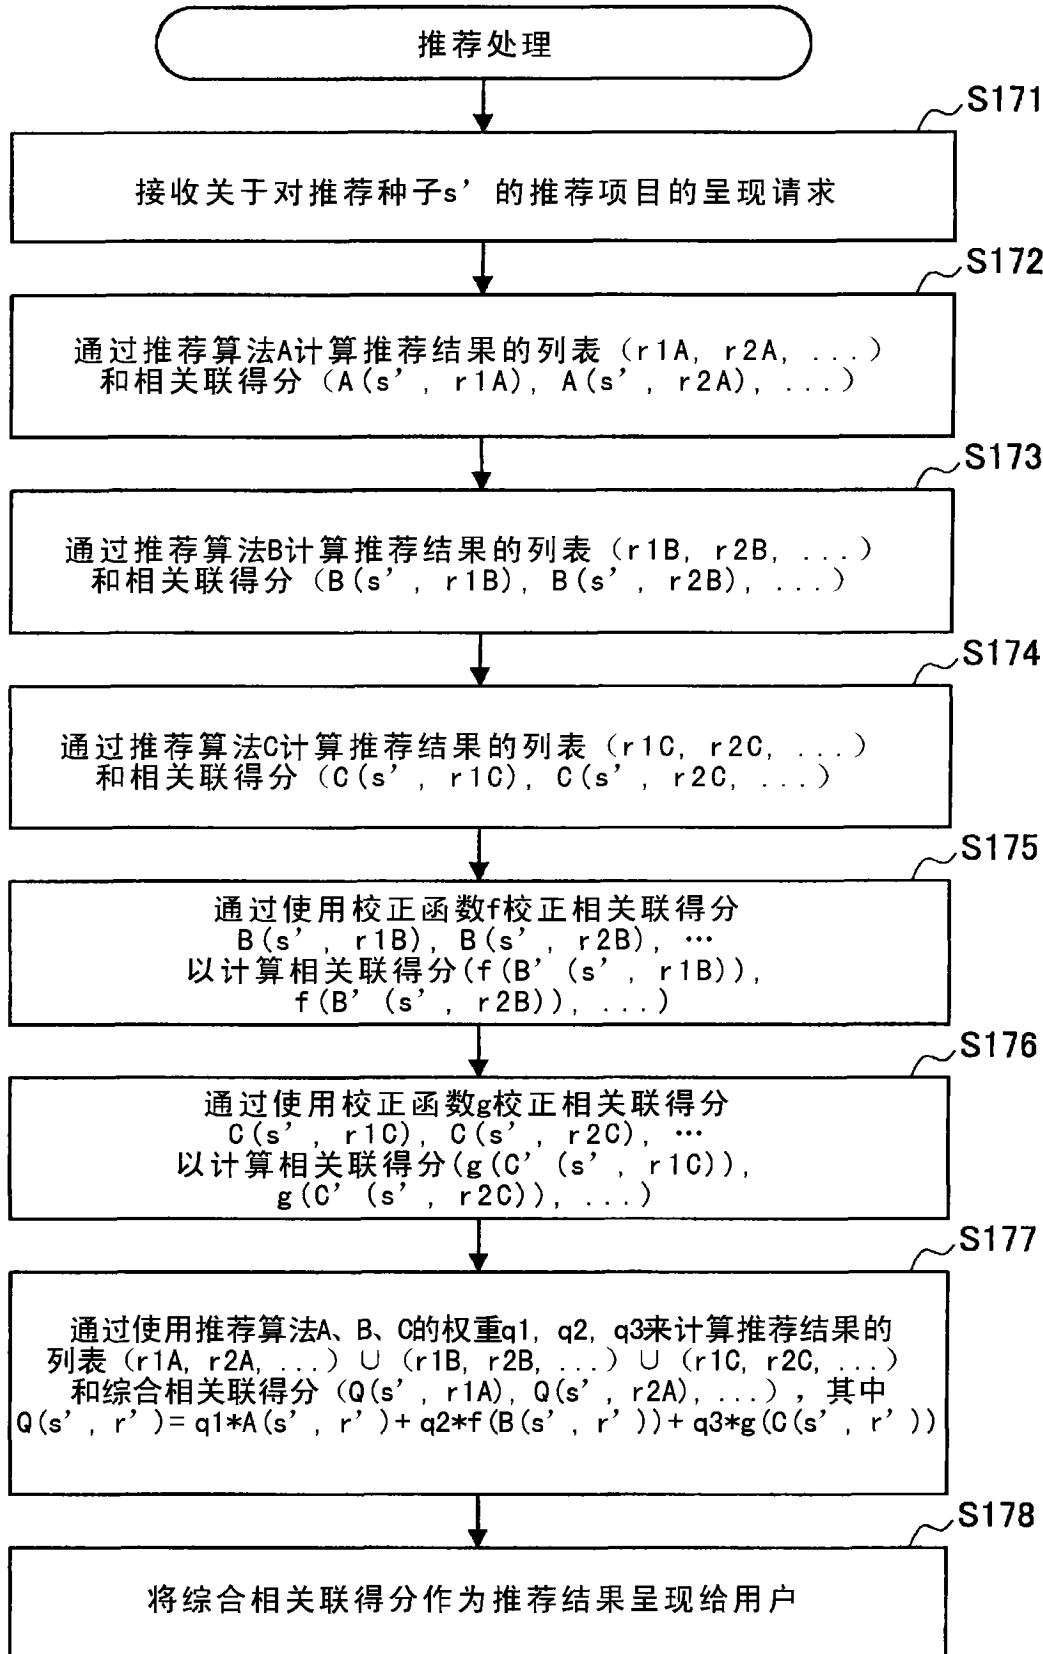 推荐处理
S171
接收关于对推荐种子s’ 的推荐项目的呈现请求
S172
通过推荐算法A计算推荐结果的列表（r1A, r2A, ...）
和相关联得分（A(s’, r1A), A(s’, r2A), ...）
S173
通过推荐算法B计算推荐结果的列表（r1B, r2B, ...）
和相关联得分（B(s’, r1B), B(s’, r2B), ...）
S174
通过推荐算法C计算推荐结果的列表（r1C, r2C, ...）
和相关联得分（C(s’, r1C), C(s’, r2C, ...）
S175
通过使用校正函数f校正相关联得分
B(s’, r1B), B(s’, r2B), …
以计算相关联得分(f(B’ (s’, r1B)),
f(B’ (s’, r2B)), ...)
S176
通过使用校正函数g校正相关联得分
C(s’, r1C), C(s’, r2C), …
以计算相关联得分(g(C’ (s’, r1C)),
g(C’ (s’, r2C)), ...)
S177
通过使用推荐算法A、B、C的权重q1, q2, q3来计算推荐结果的
列表（r1A, r2A, ...）∪（r1B, r2B, ...）∪（r1C, r2C, ...）
和综合相关联得分（Q(s’, r1A), Q(s’, r2A), ...），其中
Q(s’, r’)= q1*A(s’, r’)+ q2*f(B(s’, r’))+ q3*g(C(s’, r’))
S178
将综合相关联得分作为推荐结果呈现给用户